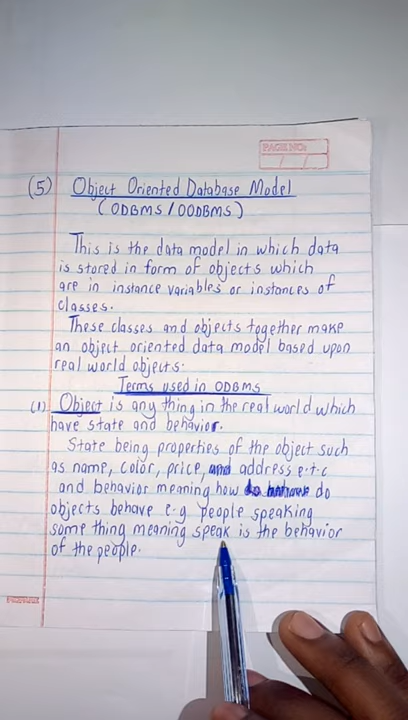 PAGE NO:
/ /
(5) Object Oriented Database Model
(ODBMS/OODBMS)
This is the data model in which data
is stored in form of objects which
are in instance variables or instances of
classes.
These classes and objects together make
an object oriented data model based upon
real world objects:
Terms used in ODBMS
(1) Object is any thing in the real world which
have state and behavior.
State being properties of the object such
as name, color, price, and address e.t.c
and behavior meaning how do
objects behave e.g people speaking
some thing meaning speak is the behavior
of the people.